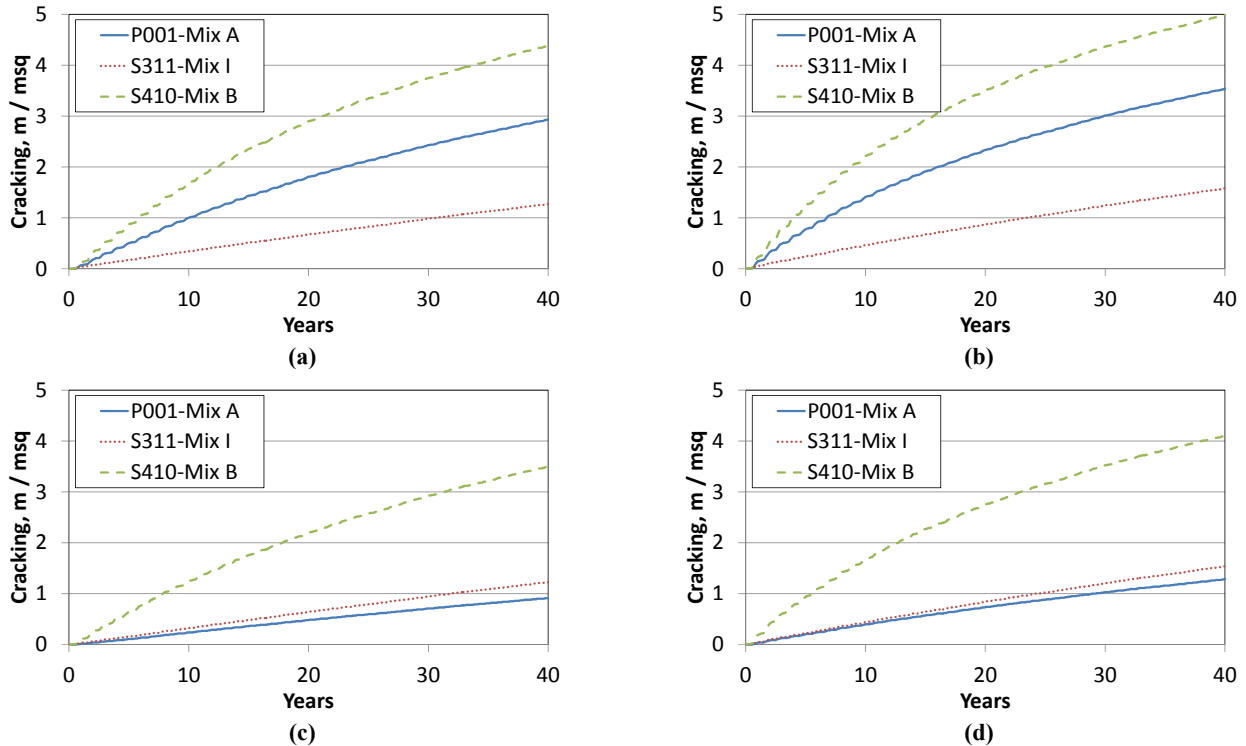 Cracking, m / msq
5
4
3
2
1
0
P001-Mix A
S311-Mix I
S410-Mix B
0 10 20 30 40
Years
(a)
Cracking, m / msq
5
4
3
2
1
0
P001-Mix A
S311-Mix I
S410-Mix B
0 10 20 30 40
Years
(b)
Cracking, m / msq
5
4
3
2
1
0
P001-Mix A
S311-Mix I
S410-Mix B
0 10 20 30 40
Years
(c)
Cracking, m / msq
5
4
3
2
1
0
P001-Mix A
S311-Mix I
S410-Mix B
0 10 20 30 40
Years
(d)